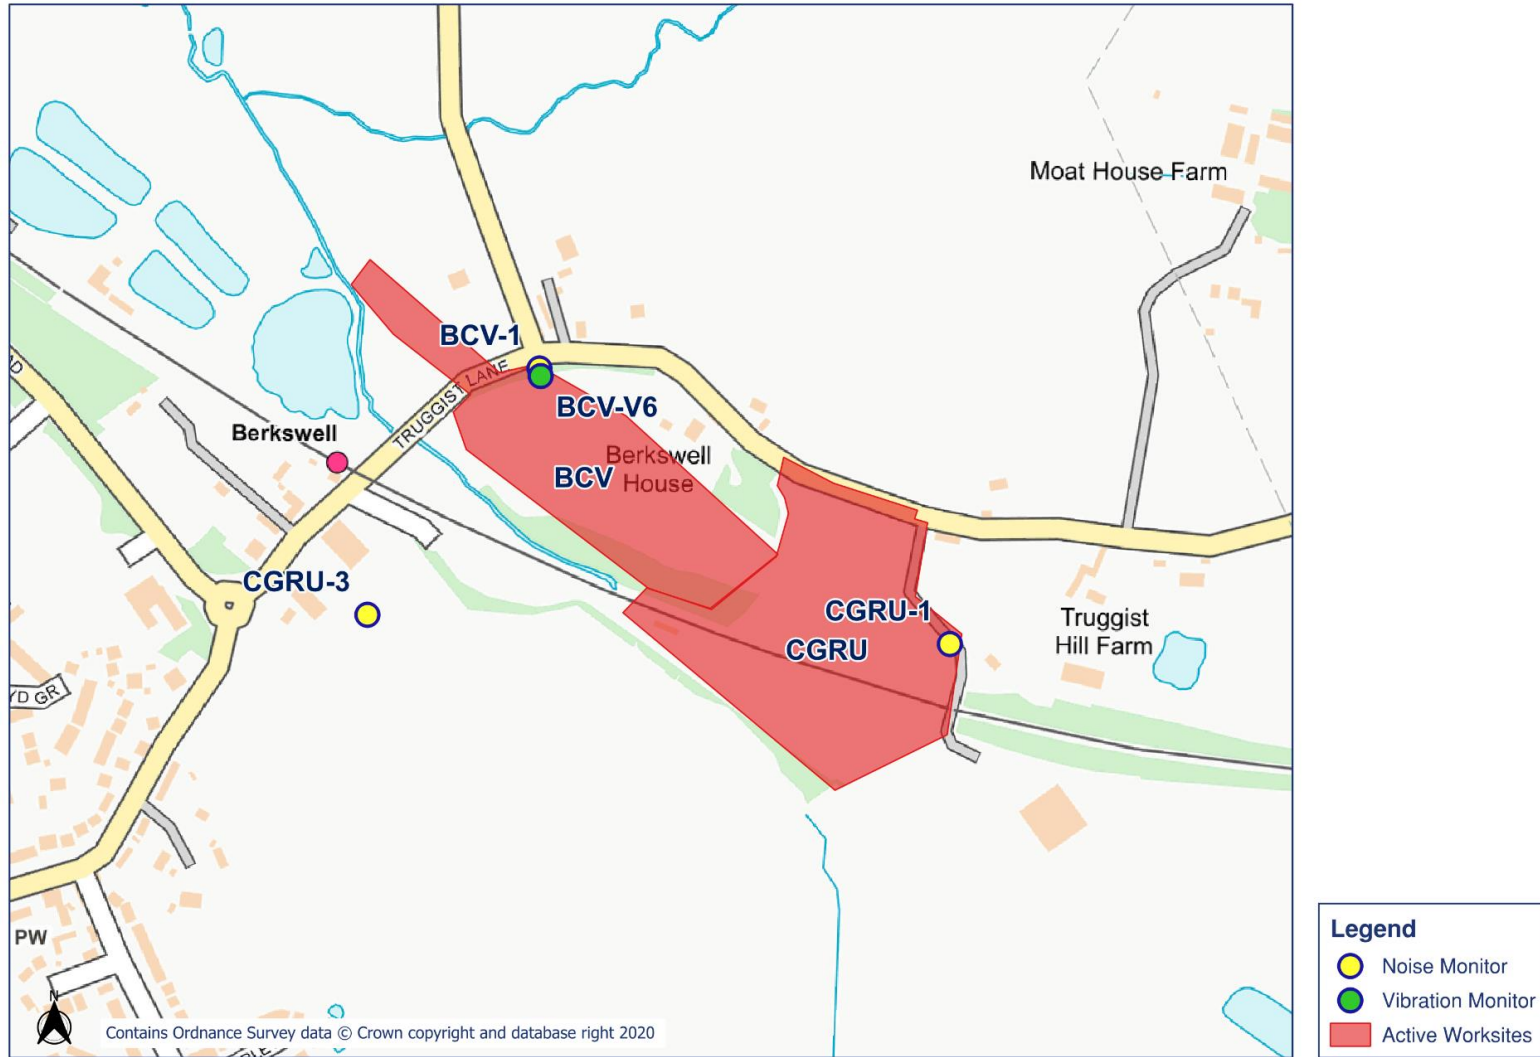 Moat House Farm
BCV-1
TRUGGIST LANE
BCV-V6
Berkswell
Berkswell
House
BCV
CGRU-3
CGRU-1
CGRU
Truggist
Hill Farm
YD GR
PW
N
Contains Ordnance Survey data © Crown copyright and database right 2020
Legend
Noise Monitor
Vibration Monitor
Active Worksites